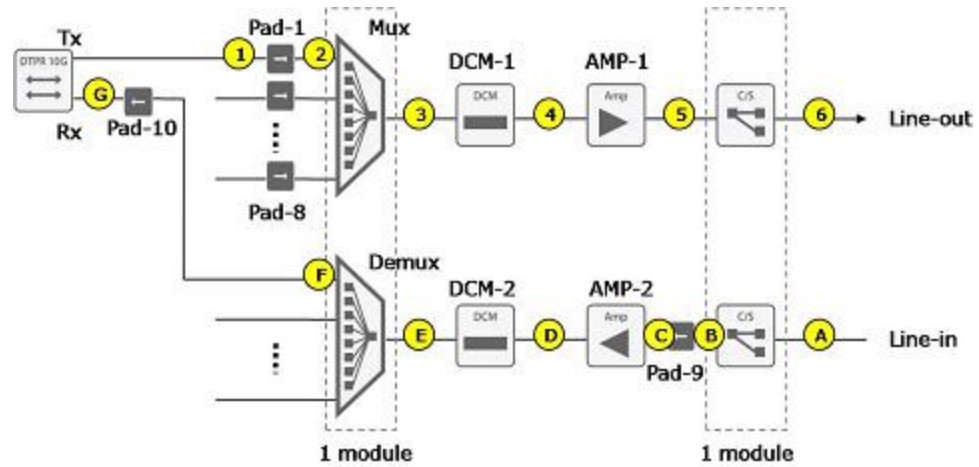 Tx
Pad-1
Mux
1
2
DTPR 10G
G
Rx
Pad-10
Pad-8
3
DCM-1
DCM
4
AMP-1
Amp
5
C/S
6
Line-out
F
Demux
E
DCM-2
DCM
D
AMP-2
Amp
C
B
Pad-9
C/S
A
Line-in
1 module
1 module